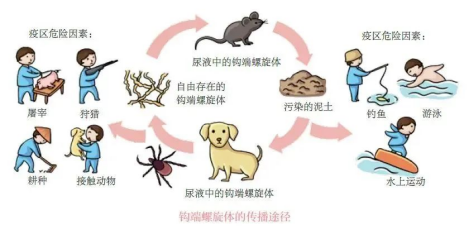 疫区危险因素：
屠宰
狩猎
耕种
接触动物
尿液中的钩端螺旋体
自由存在的
钩端螺旋体
污染的泥土
尿液中的钩端螺旋体
疫区危险因素：
钓鱼
游泳
水上运动
钩端螺旋体的传播途径